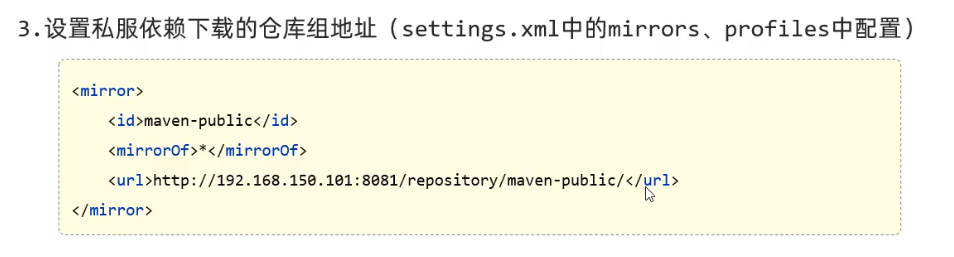 3.设置私服依赖下载的仓库组地址（settings.xml中的mirrors、profiles中配置）
<mirror>
<id>maven-public</id>
<mirrorOf>*</mirrorOf>
<url>http://192.168.150.101:8081/repository/maven-public/</url>
</mirror>